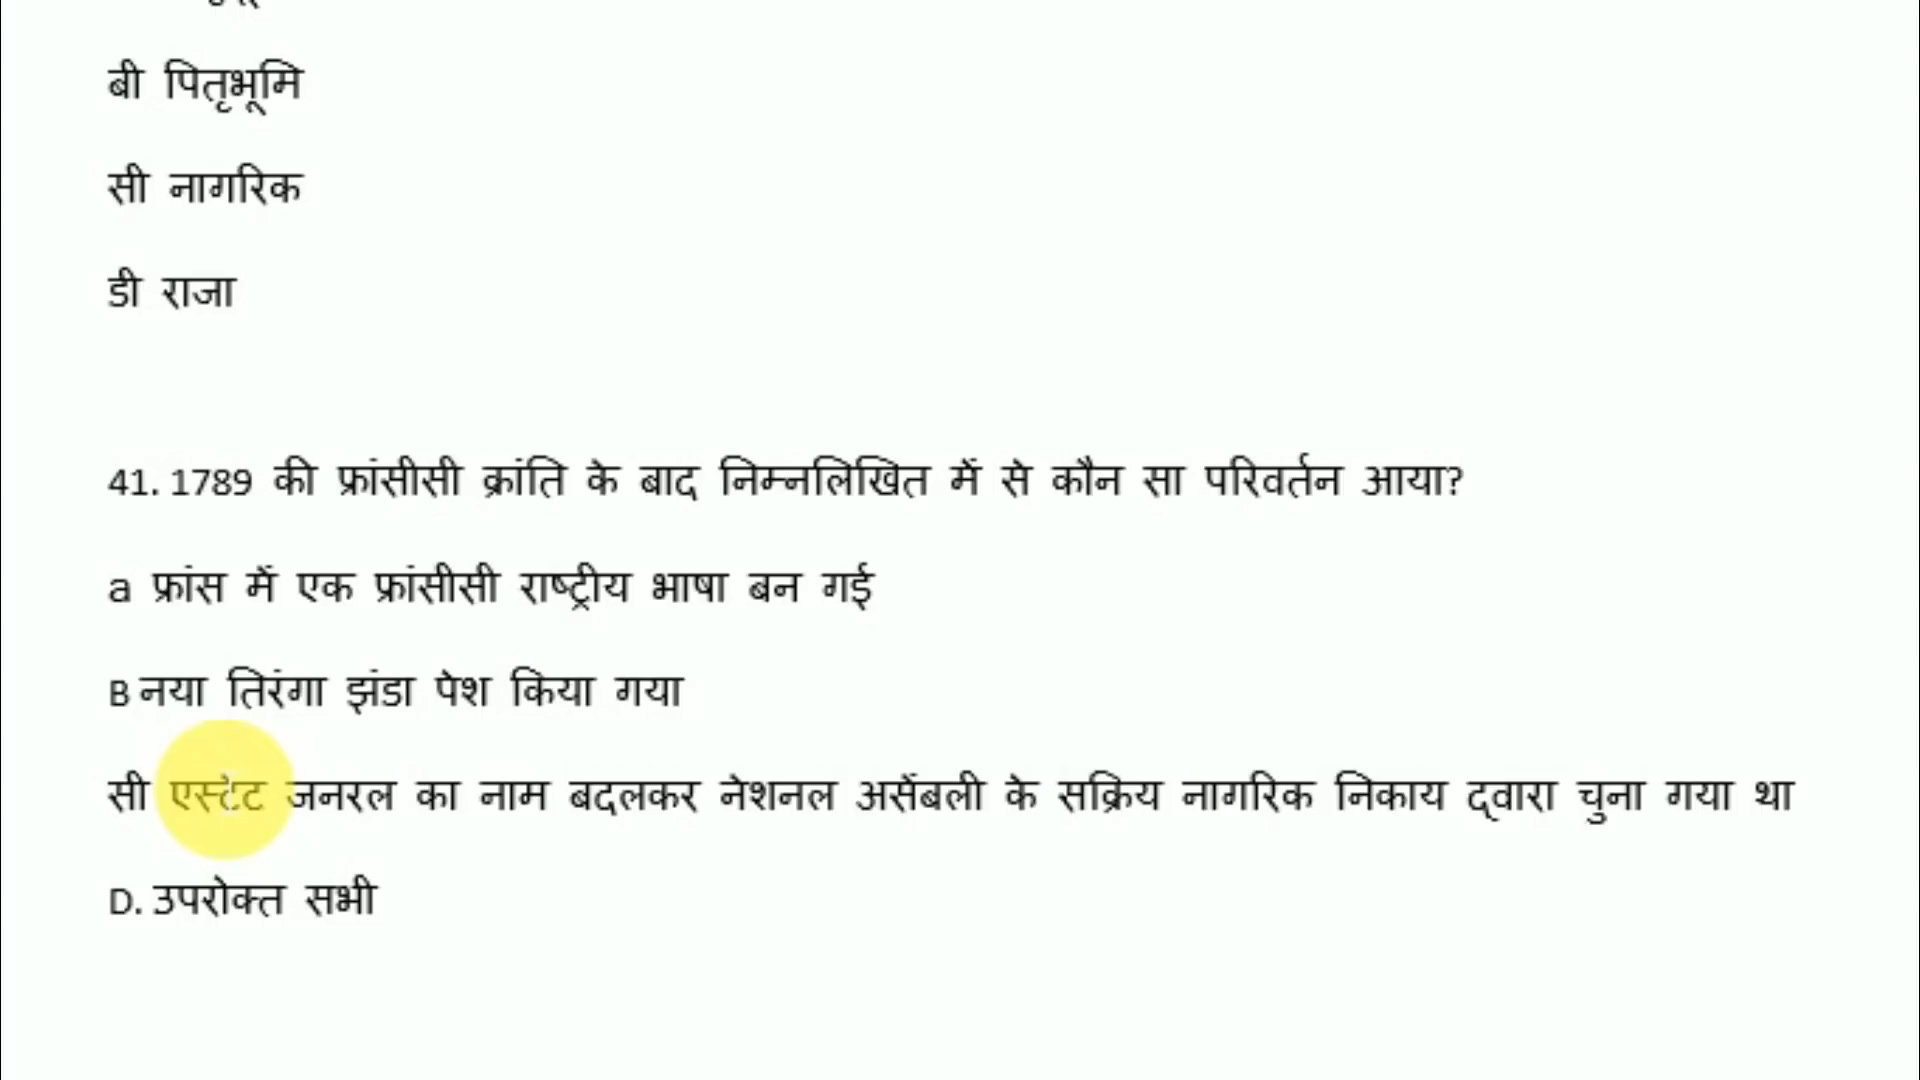 बी पितृभूमि
सी नागरिक
डी राजा
41. 1789 की फ्रांसीसी क्रांति के बाद निम्नलिखित में से कौन सा परिवर्तन आया?
a फ्रांस में एक फ्रांसीसी राष्ट्रीय भाषा बन गई
B नया तिरंगा झंडा पेश किया गया
सी एस्टेट जनरल का नाम बदलकर नेशनल असेंबली के सक्रिय नागरिक निकाय द्वारा चुना गया था
D. उपरोक्त सभी